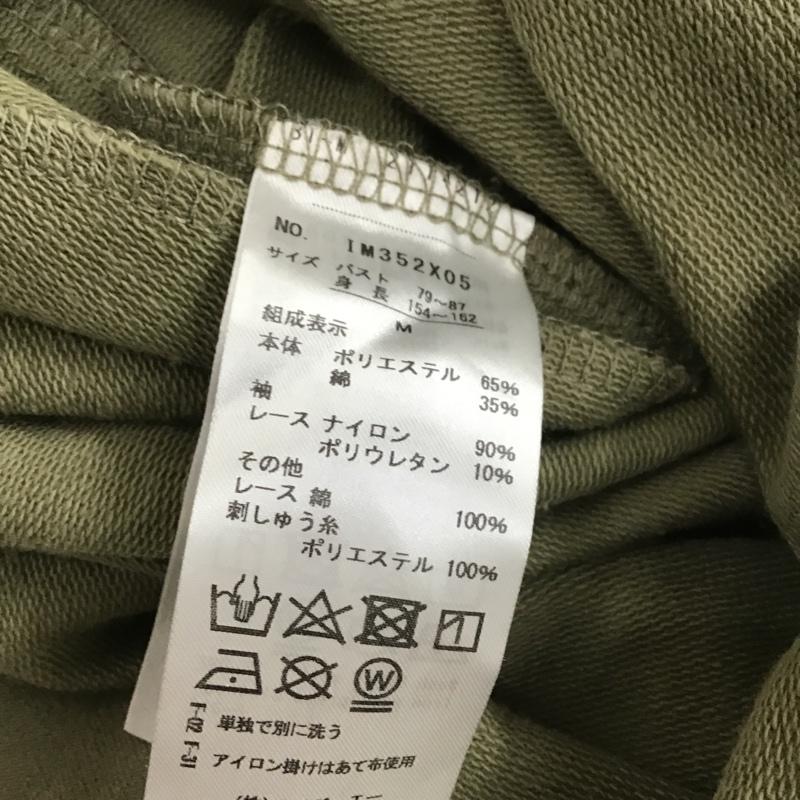 NO. IM352X05
サイズ バスト 79～87
身長 154～162
M
組成表示
本体 ポリエステル 65%
綿 35%
袖
レース ナイロン 90%
ポリウレタン 10%
その他
レース 綿 100%
刺しゅう糸
ポリエステル 100%
W
F-02 単独で別に洗う
F-31 アイロン掛けはあて布使用